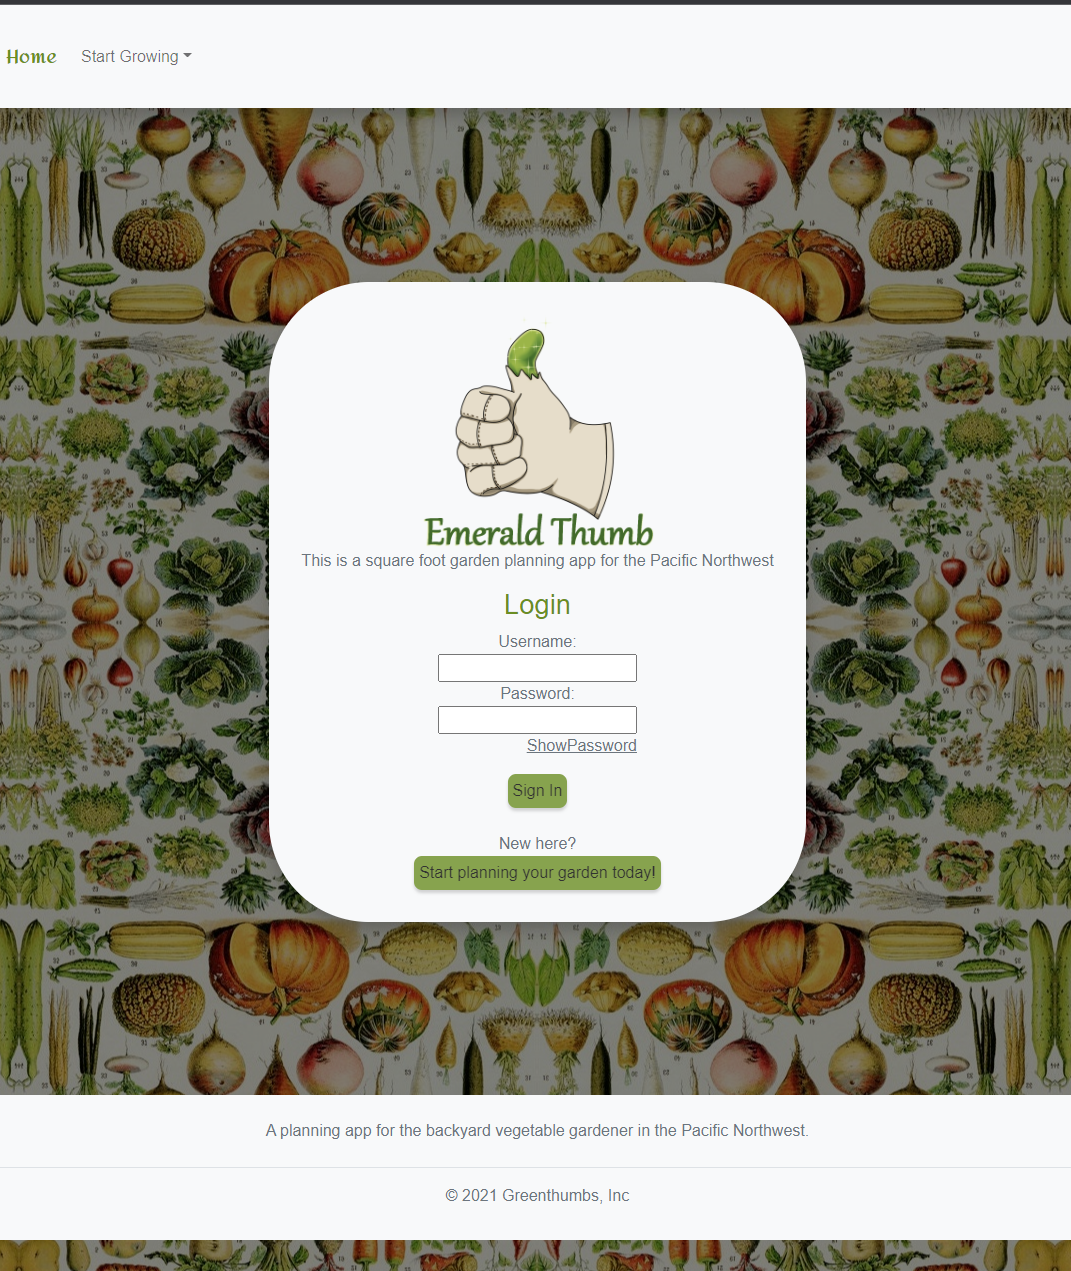 Home
Start Growing
Emerald Thumb
This is a square foot garden planning app for the Pacific Northwest
Login
Username:
Password:
ShowPassword
Sign In
New here?
Start planning your garden today!
A planning app for the backyard vegetable gardener in the Pacific Northwest.
© 2021 Greenthumbs, Inc